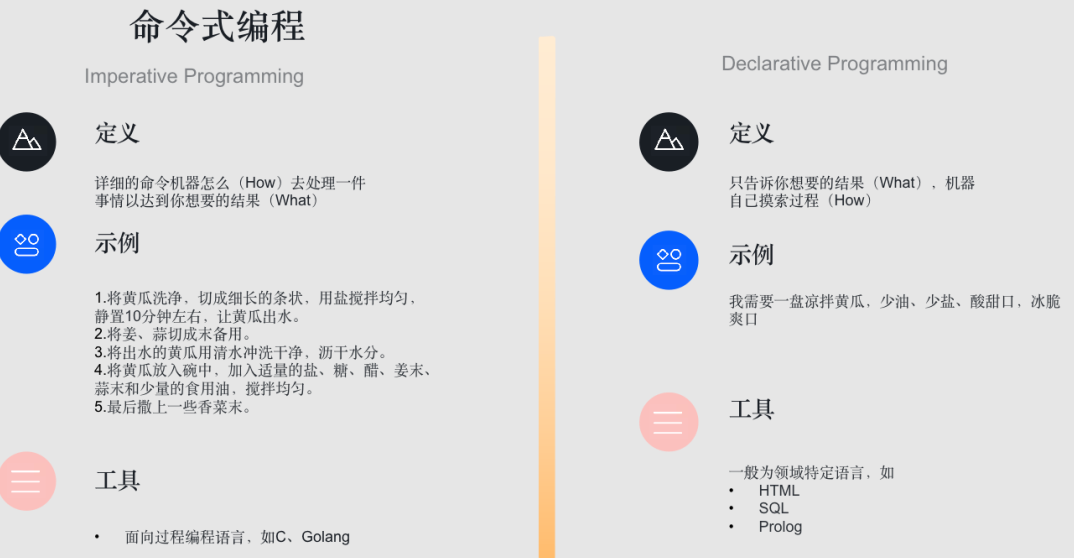 命令式编程
Imperative Programming
定义
详细的命令机器怎么（How）去处理一件
事情以达到你想要的结果（What）
示例
1.将黄瓜洗净，切成细长的条状，用盐搅拌均匀，
静置10分钟左右，让黄瓜出水。
2.将姜、蒜切成末备用。
3.将出水的黄瓜用清水冲洗干净，沥干水分。
4.将黄瓜放入碗中，加入适量的盐、糖、醋、姜末、
蒜末和少量的食用油，搅拌均匀。
5.最后撒上一些香菜末。
工具
• 面向过程编程语言，如C、Golang
Declarative Programming
定义
只告诉你想要的结果（What），机器
自己摸索过程（How）
示例
我需要一盘凉拌黄瓜，少油、少盐、酸甜口，冰脆
爽口
工具
一般为领域特定语言，如
• HTML
• SQL
• Prolog